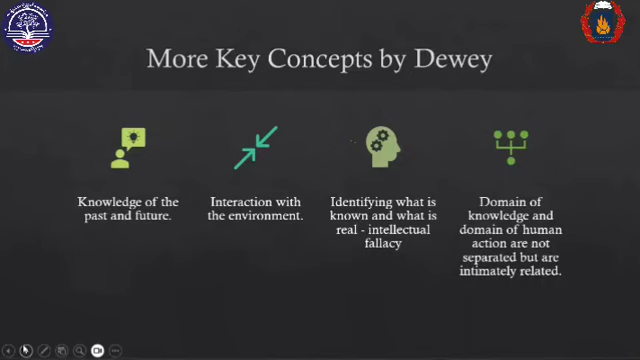 More Key Concepts by Dewey
Knowledge of the
past and future.
Interaction with
the environment.
Identifying what is
known and what is
real - intellectual
fallacy
Domain of
knowledge and
domain of human
action are not
separated but are
intimately related.